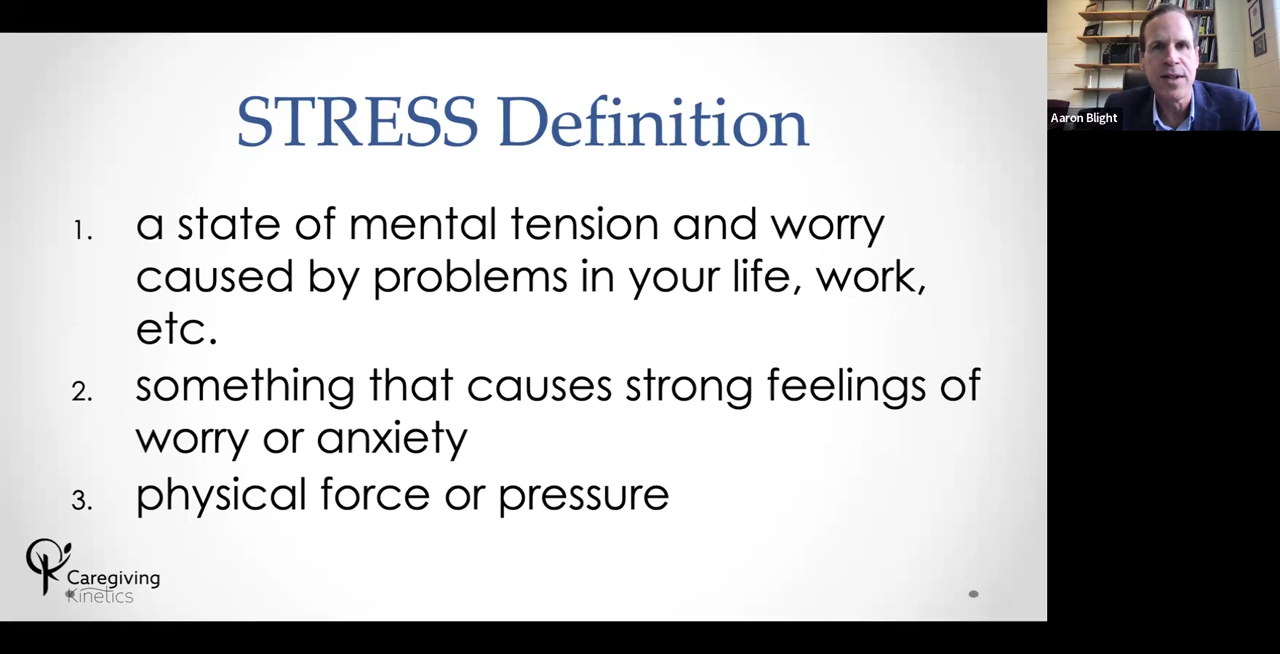 STRESS Definition
1. a state of mental tension and worry
caused by problems in your life, work,
etc.
2. something that causes strong feelings of
worry or anxiety
3. physical force or pressure
Caregiving
Kinetics
Aaron Blight